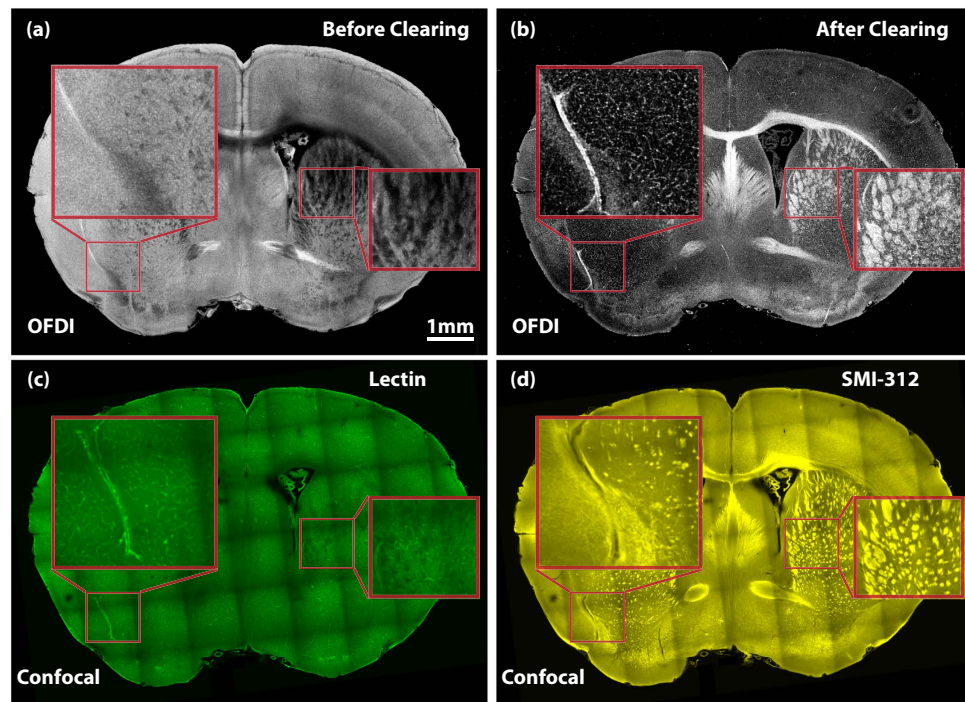 (a) Before Clearing
OFDI
1mm
(b) After Clearing
OFDI
(c) Lectin
Confocal
(d) SMI-312
Confocal